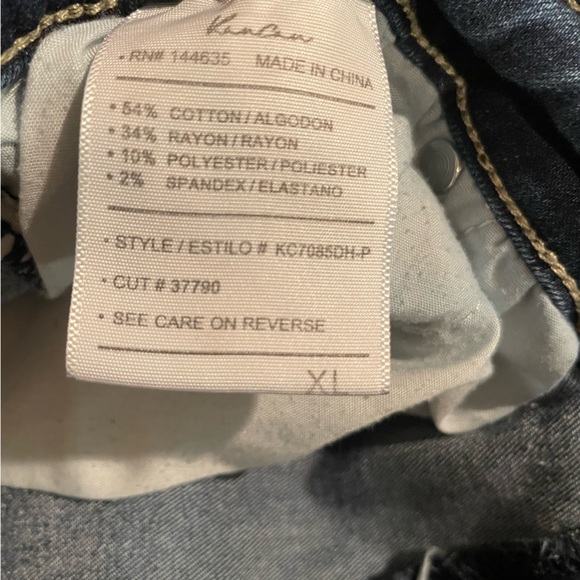 KanCan
• RN# 144635 MADE IN CHINA
• 54% COTTON / ALGODON
• 34% RAYON / RAYON
• 10% POLYESTER / POLIESTER
• 2% SPANDEX / ELASTANO
• STYLE / ESTILO # KC7085DH-P
• CUT # 37790
• SEE CARE ON REVERSE
XL